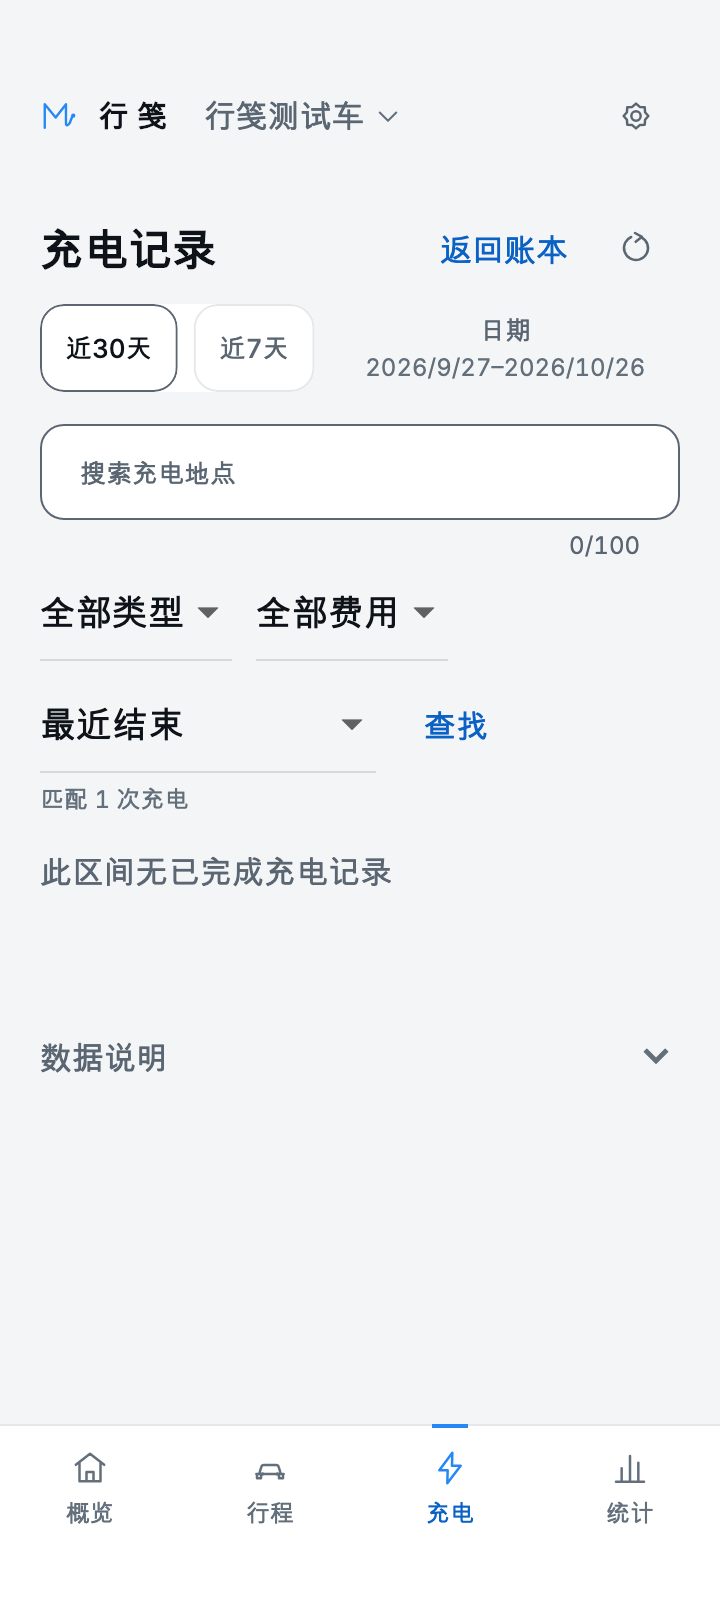 行笺 行笺测试车
充电记录 返回账本
近30天 近7天 日期
2026/9/27–2026/10/26
搜索充电地点
0/100
全部类型 全部费用
最近结束 查找
匹配 1 次充电
此区间无已完成充电记录
数据说明
概览 行程 充电 统计